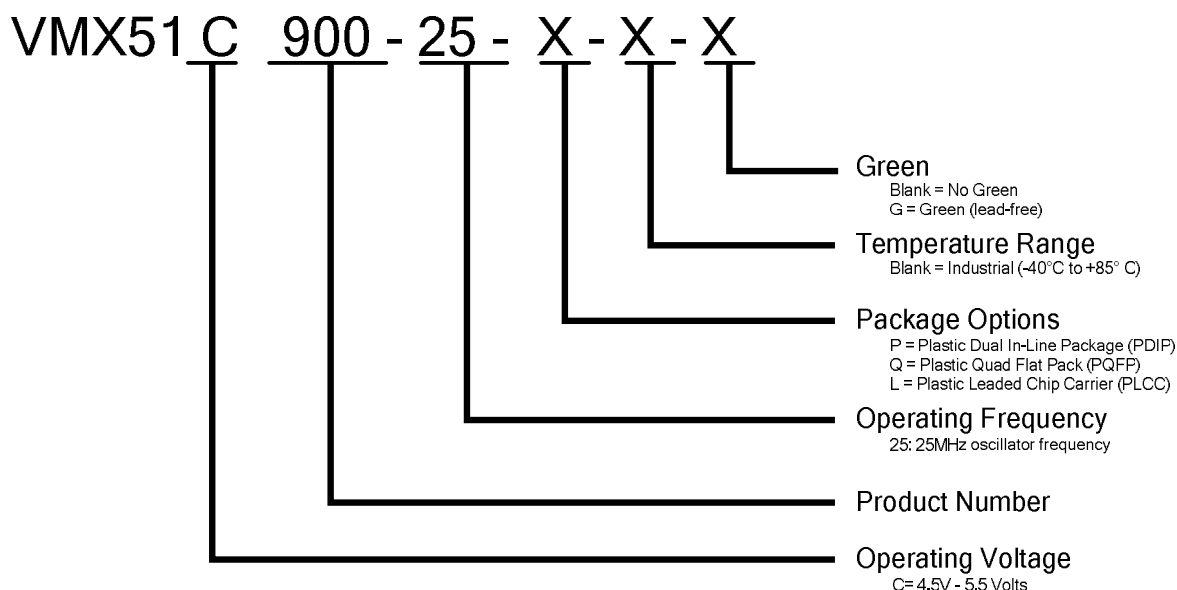 VMX51 C 900 - 25 - X - X - X
Green
Blank = No Green
G = Green (lead-free)
Temperature Range
Blank = Industrial (-40°C to +85° C)
Package Options
P = Plastic Dual In-Line Package (PDIP)
Q = Plastic Quad Flat Pack (PQFP)
L = Plastic Leaded Chip Carrier (PLCC)
Operating Frequency
25: 25MHz oscillator frequency
Product Number
Operating Voltage
C= 4.5V - 5.5 Volts